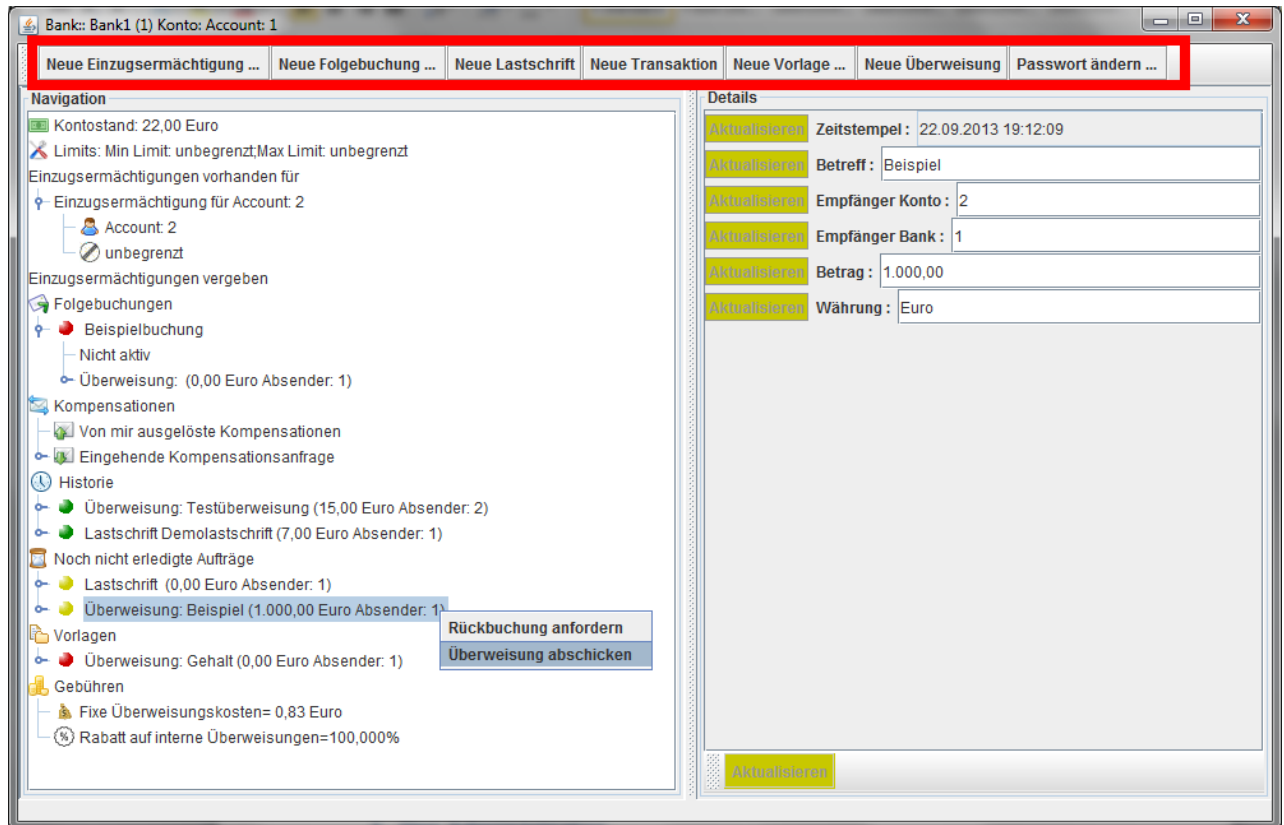 Bank:: Bank1 (1) Konto: Account: 1
Neue Einzugsermächtigung ... Neue Folgebuchung ... Neue Lastschrift Neue Transaktion Neue Vorlage ... Neue Überweisung Passwort ändern ...
Navigation
Kontostand: 22,00 Euro
Limits: Min Limit: unbegrenzt;Max Limit: unbegrenzt
Einzugsermächtigungen vorhanden für
Einzugsermächtigung für Account: 2
Account: 2
unbegrenzt
Einzugsermächtigungen vergeben
Folgebuchungen
Beispielbuchung
Nicht aktiv
Überweisung: (0,00 Euro Absender: 1)
Kompensationen
Von mir ausgelöste Kompensationen
Eingehende Kompensationsanfrage
Historie
Überweisung: Testüberweisung (15,00 Euro Absender: 2)
Lastschrift Demolastschrift (7,00 Euro Absender: 1)
Noch nicht erledigte Aufträge
Lastschrift (0,00 Euro Absender: 1)
Überweisung: Beispiel (1.000,00 Euro Absender: 1)
Rückbuchung anfordern
Überweisung abschicken
Vorlagen
Überweisung: Gehalt (0,00 Euro Absender: 1)
Gebühren
Fixe Überweisungskosten= 0,83 Euro
Rabatt auf interne Überweisungen=100,000%
Details
Aktualisieren Zeitstempel : 22.09.2013 19:12:09
Aktualisieren Betreff : Beispiel
Aktualisieren Empfänger Konto : 2
Aktualisieren Empfänger Bank : 1
Aktualisieren Betrag : 1.000,00
Aktualisieren Währung : Euro
Aktualisieren